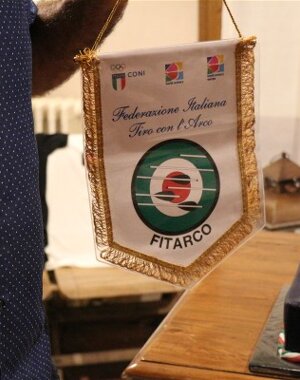 CONI
Federazione Italiana
Tiro con l'Arco
FITARCO